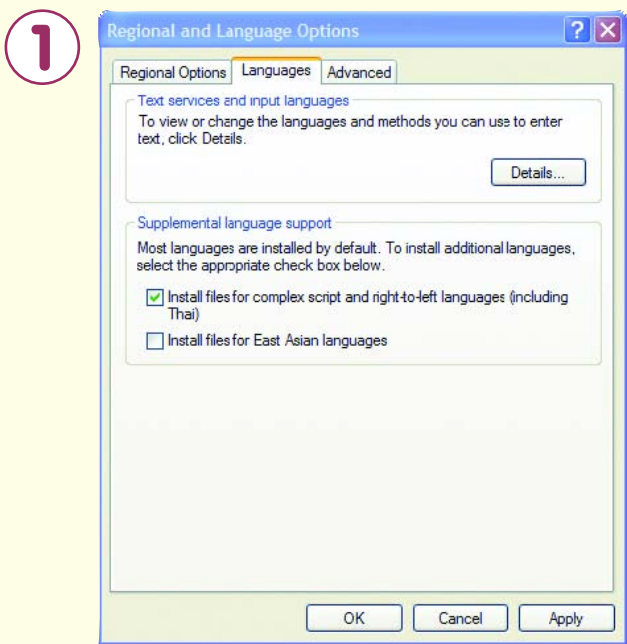 1
Regional and Language Options
Regional Options Languages Advanced
Text services and input languages
To view or change the languages and methods you can use to enter
text, click Details.
Details...
Supplemental language support
Most languages are installed by default. To install additional languages,
select the appropriate check box below.
Install files for complex script and right-to-left languages (including
Thai)
Install files for East Asian languages
OK Cancel Apply